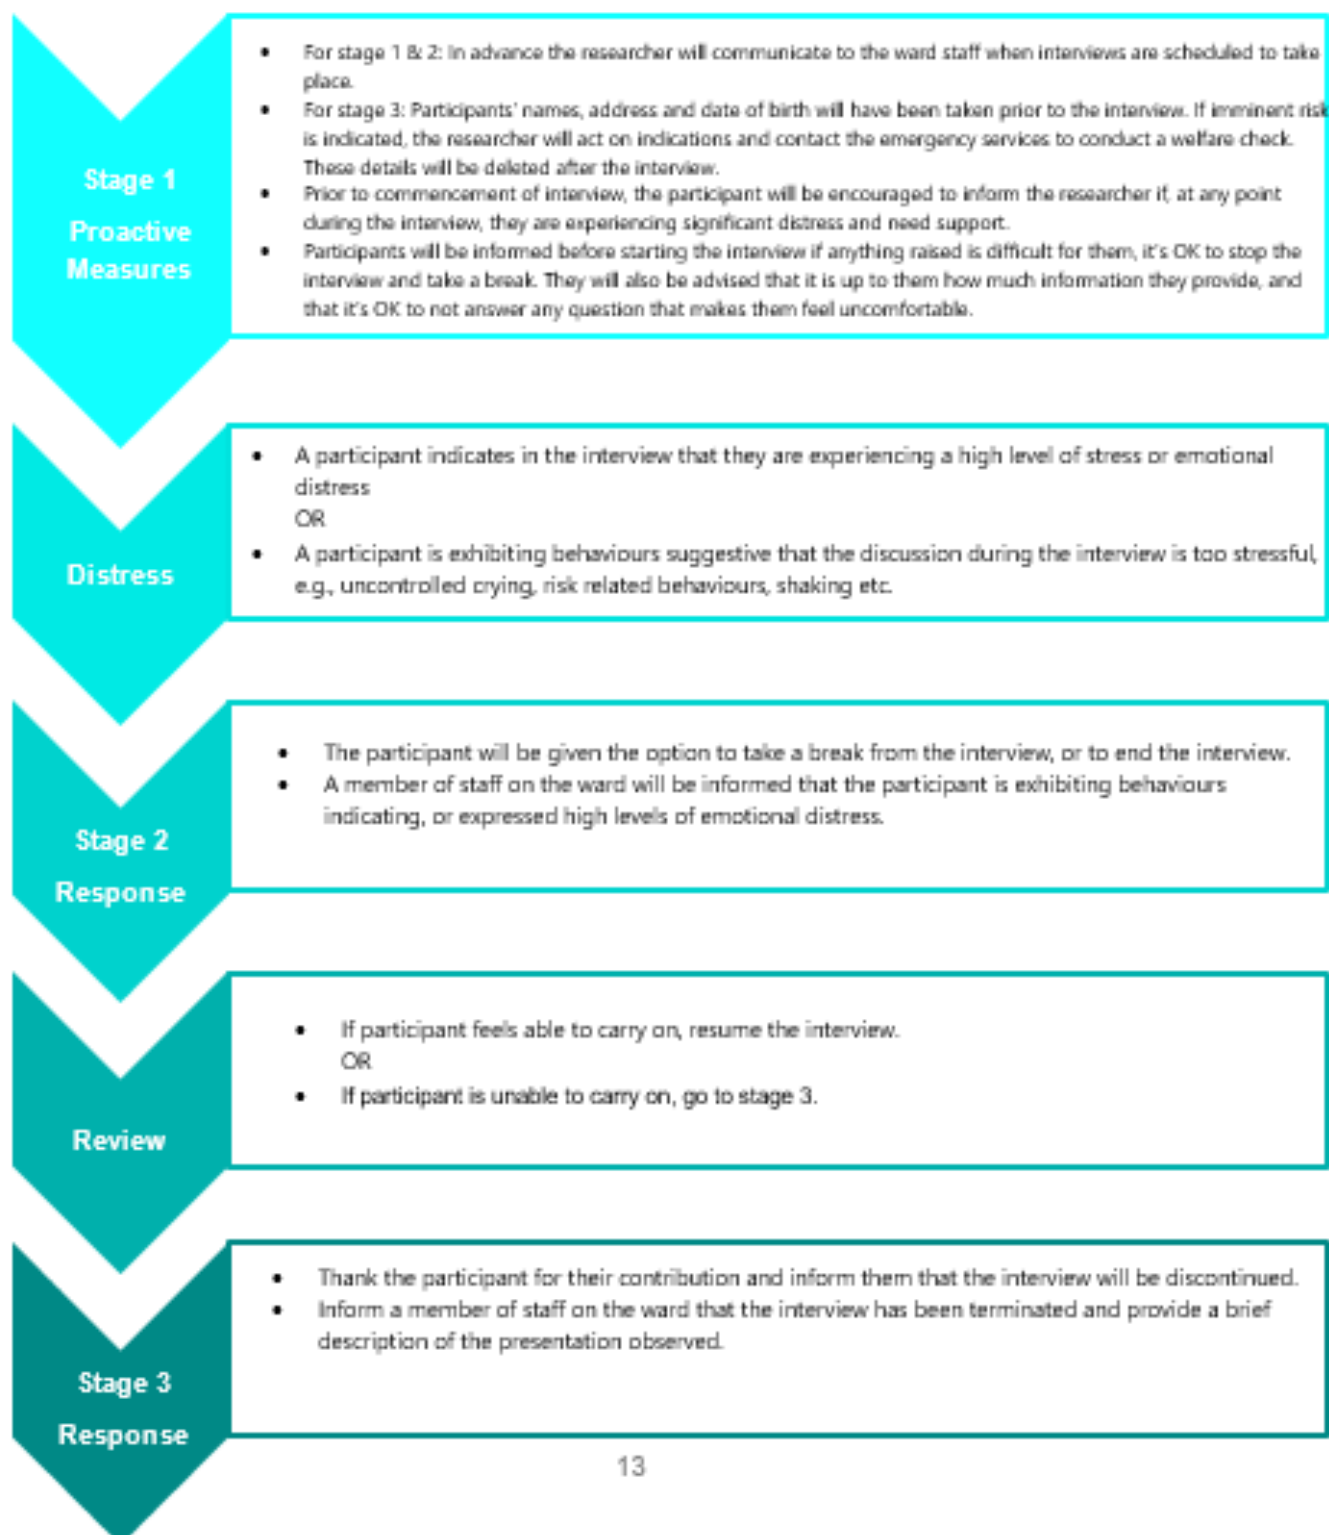 Stage 1
Proactive
Measures
• For stage 1 & 2: In advance the researcher will communicate to the ward staff when interviews are scheduled to take
place.
• For stage 3: Participants' names, address and date of birth will have been taken prior to the interview. If imminent risk
is indicated, the researcher will act on indications and contact the emergency services to conduct a welfare check.
These details will be deleted after the interview.
• Prior to commencement of interview, the participant will be encouraged to inform the researcher if, at any point
during the interview, they are experiencing significant distress and need support.
• Participants will be informed before starting the interview if anything raised is difficult for them, it's OK to stop the
interview and take a break. They will also be advised that it is up to them how much information they provide, and
that it's OK to not answer any question that makes them feel uncomfortable.
Distress
• A participant indicates in the interview that they are experiencing a high level of stress or emotional
distress
OR
• A participant is exhibiting behaviours suggestive that the discussion during the interview is too stressful,
e.g., uncontrolled crying, risk related behaviours, shaking etc.
Stage 2
Response
• The participant will be given the option to take a break from the interview, or to end the interview.
• A member of staff on the ward will be informed that the participant is exhibiting behaviours
indicating, or expressed high levels of emotional distress.
Review
• If participant feels able to carry on, resume the interview.
OR
• If participant is unable to carry on, go to stage 3.
Stage 3
Response
• Thank the participant for their contribution and inform them that the interview will be discontinued.
• Inform a member of staff on the ward that the interview has been terminated and provide a brief
description of the presentation observed.
13